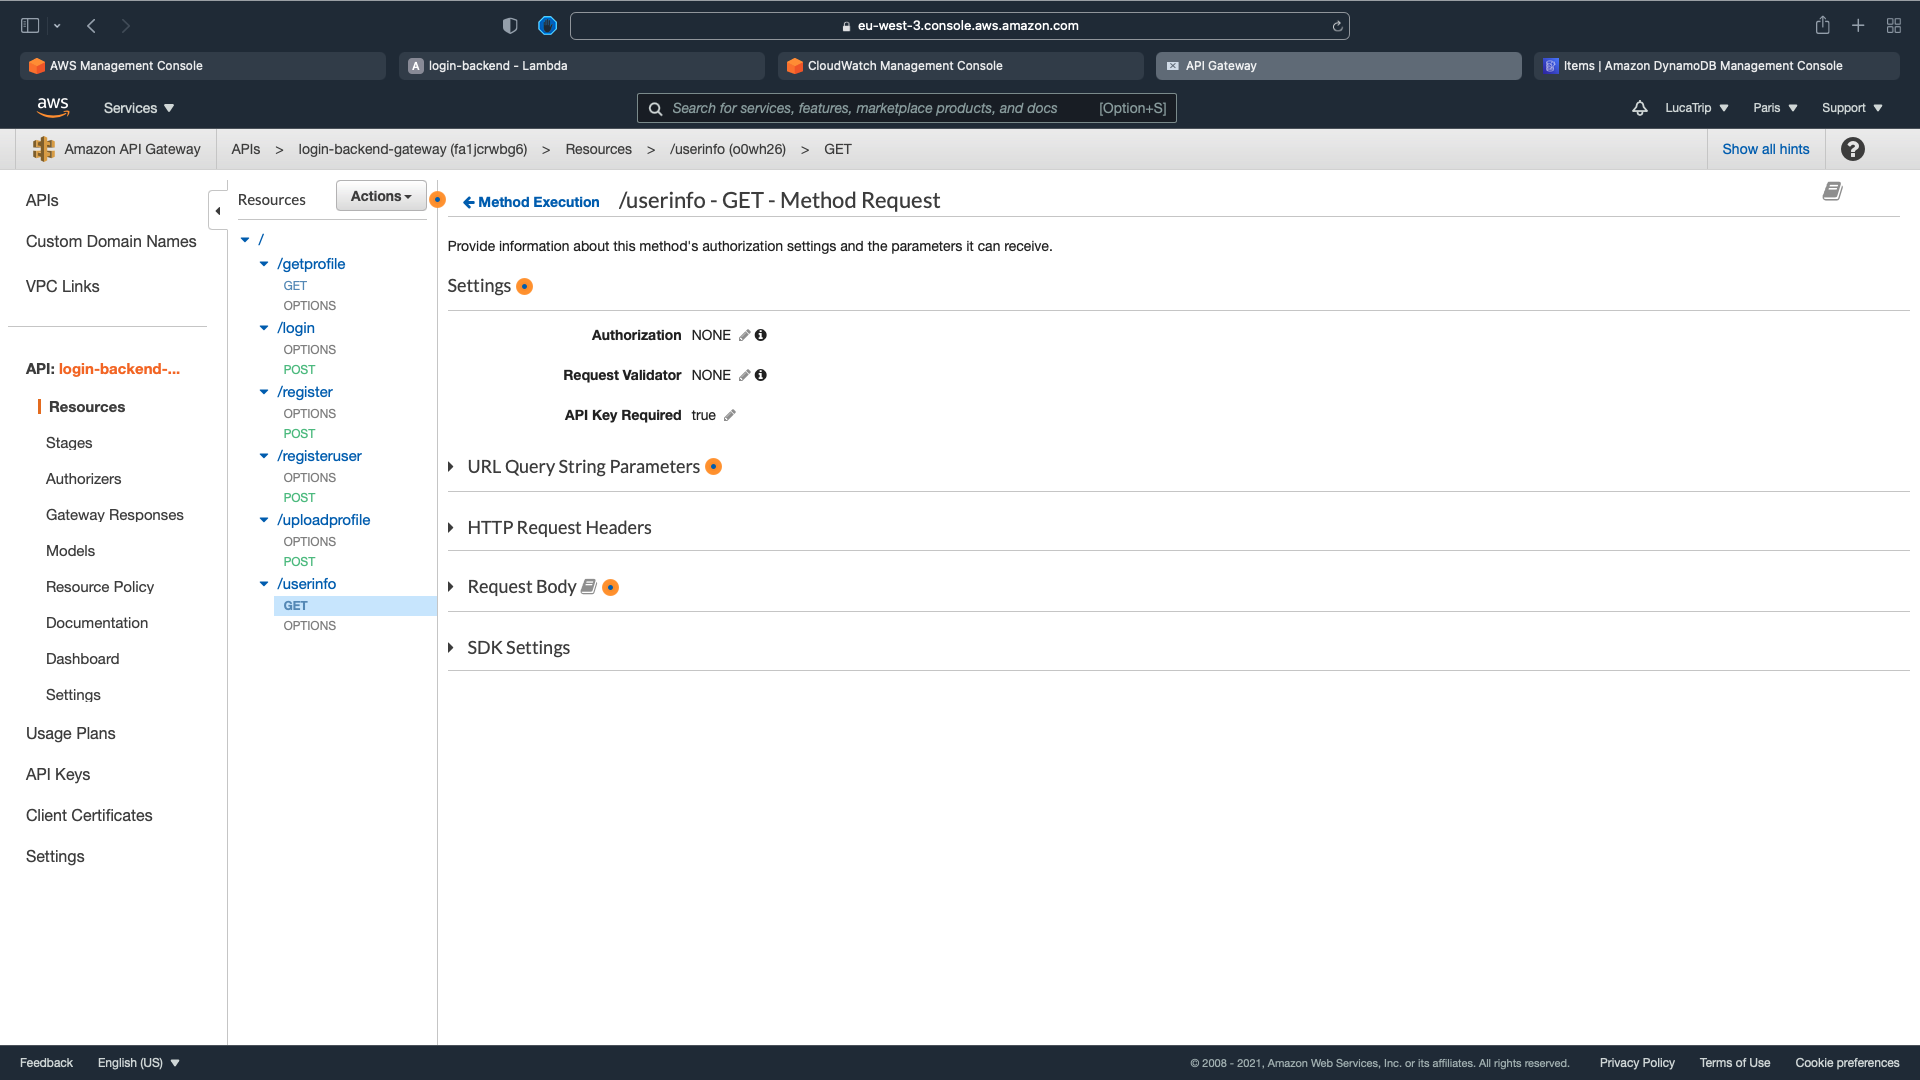 eu-west-3.console.aws.amazon.com
AWS Management Console
A login-backend - Lambda
CloudWatch Management Console
API Gateway
Items | Amazon DynamoDB Management Console
aws
Services
Search for services, features, marketplace products, and docs [Option+S]
LucaTrip
Paris
Support
Amazon API Gateway
APIs > login-backend-gateway (fa1jcrwbg6) > Resources > /userinfo (o0wh26) > GET
Show all hints
?
APIs
Custom Domain Names
VPC Links
API: login-backend-...
Resources
Stages
Authorizers
Gateway Responses
Models
Resource Policy
Documentation
Dashboard
Settings
Usage Plans
API Keys
Client Certificates
Settings
Resources
Actions
/
/getprofile
GET
OPTIONS
/login
OPTIONS
POST
/register
OPTIONS
POST
/registeruser
OPTIONS
POST
/uploadprofile
OPTIONS
POST
/userinfo
GET
OPTIONS
Method Execution /userinfo - GET - Method Request
Provide information about this method's authorization settings and the parameters it can receive.
Settings
Authorization NONE
Request Validator NONE
API Key Required true
URL Query String Parameters
HTTP Request Headers
Request Body
SDK Settings
Feedback
English (US)
© 2008 - 2021, Amazon Web Services, Inc. or its affiliates. All rights reserved.
Privacy Policy
Terms of Use
Cookie preferences